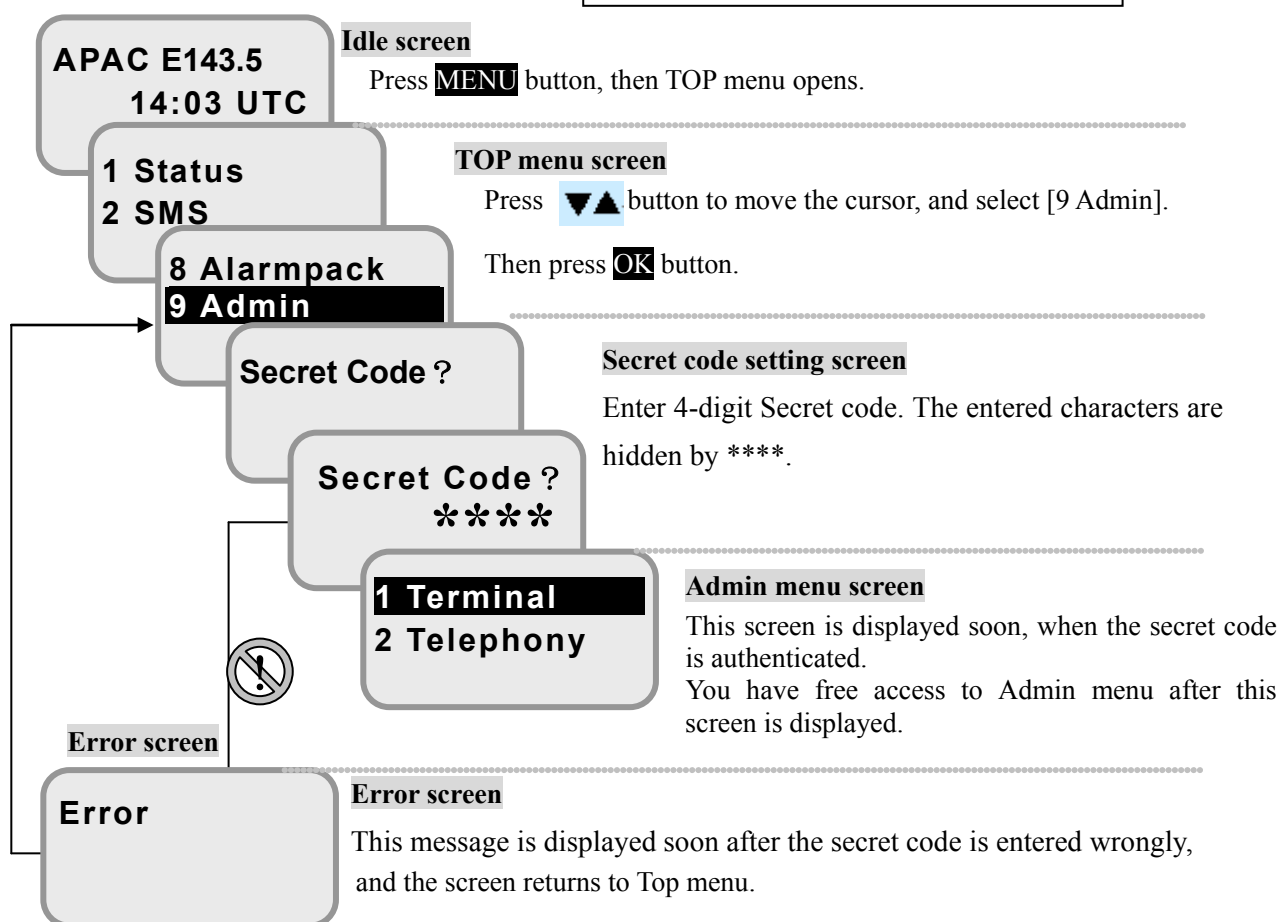 APAC E143.5
14:03 UTC
Idle screen
Press MENU button, then TOP menu opens.
1 Status
2 SMS
TOP menu screen
Press ▼▲ button to move the cursor, and select [9 Admin].
Then press OK button.
8 Alarmpack
9 Admin
Secret Code?
Secret code setting screen
Enter 4-digit Secret code. The entered characters are
hidden by ****.
Secret Code?
****
1 Terminal
2 Telephony
Admin menu screen
This screen is displayed soon, when the secret code
is authenticated.
You have free access to Admin menu after this
screen is displayed.
Error screen
Error
Error screen
This message is displayed soon after the secret code is entered wrongly,
and the screen returns to Top menu.